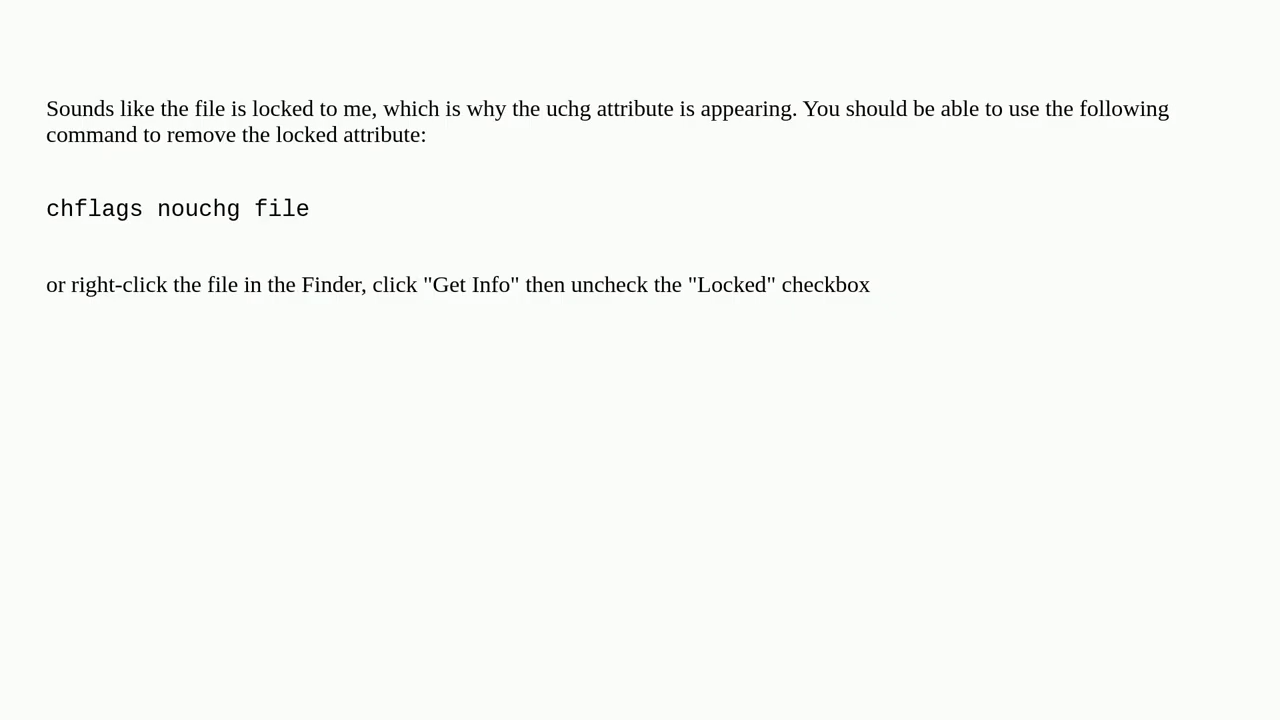 Sounds like the file is locked to me, which is why the uchg attribute is appearing. You should be able to use the following
command to remove the locked attribute:
chflags nouchg file
or right-click the file in the Finder, click "Get Info" then uncheck the "Locked" checkbox